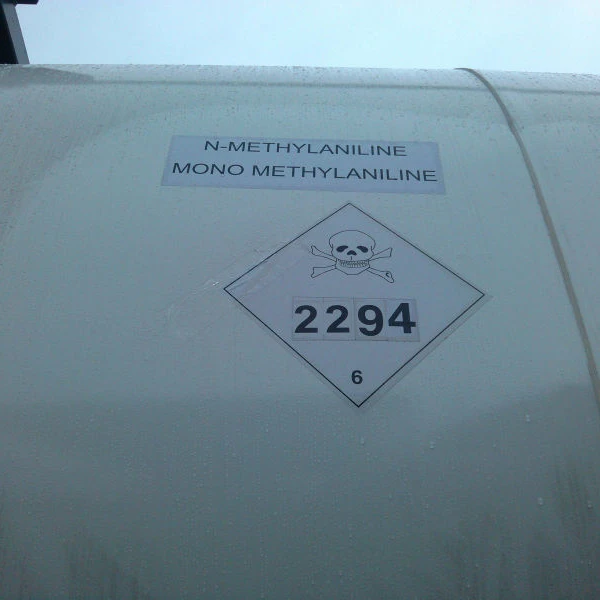 N-METHYLANILINE
MONO METHYLANILINE
2294
6